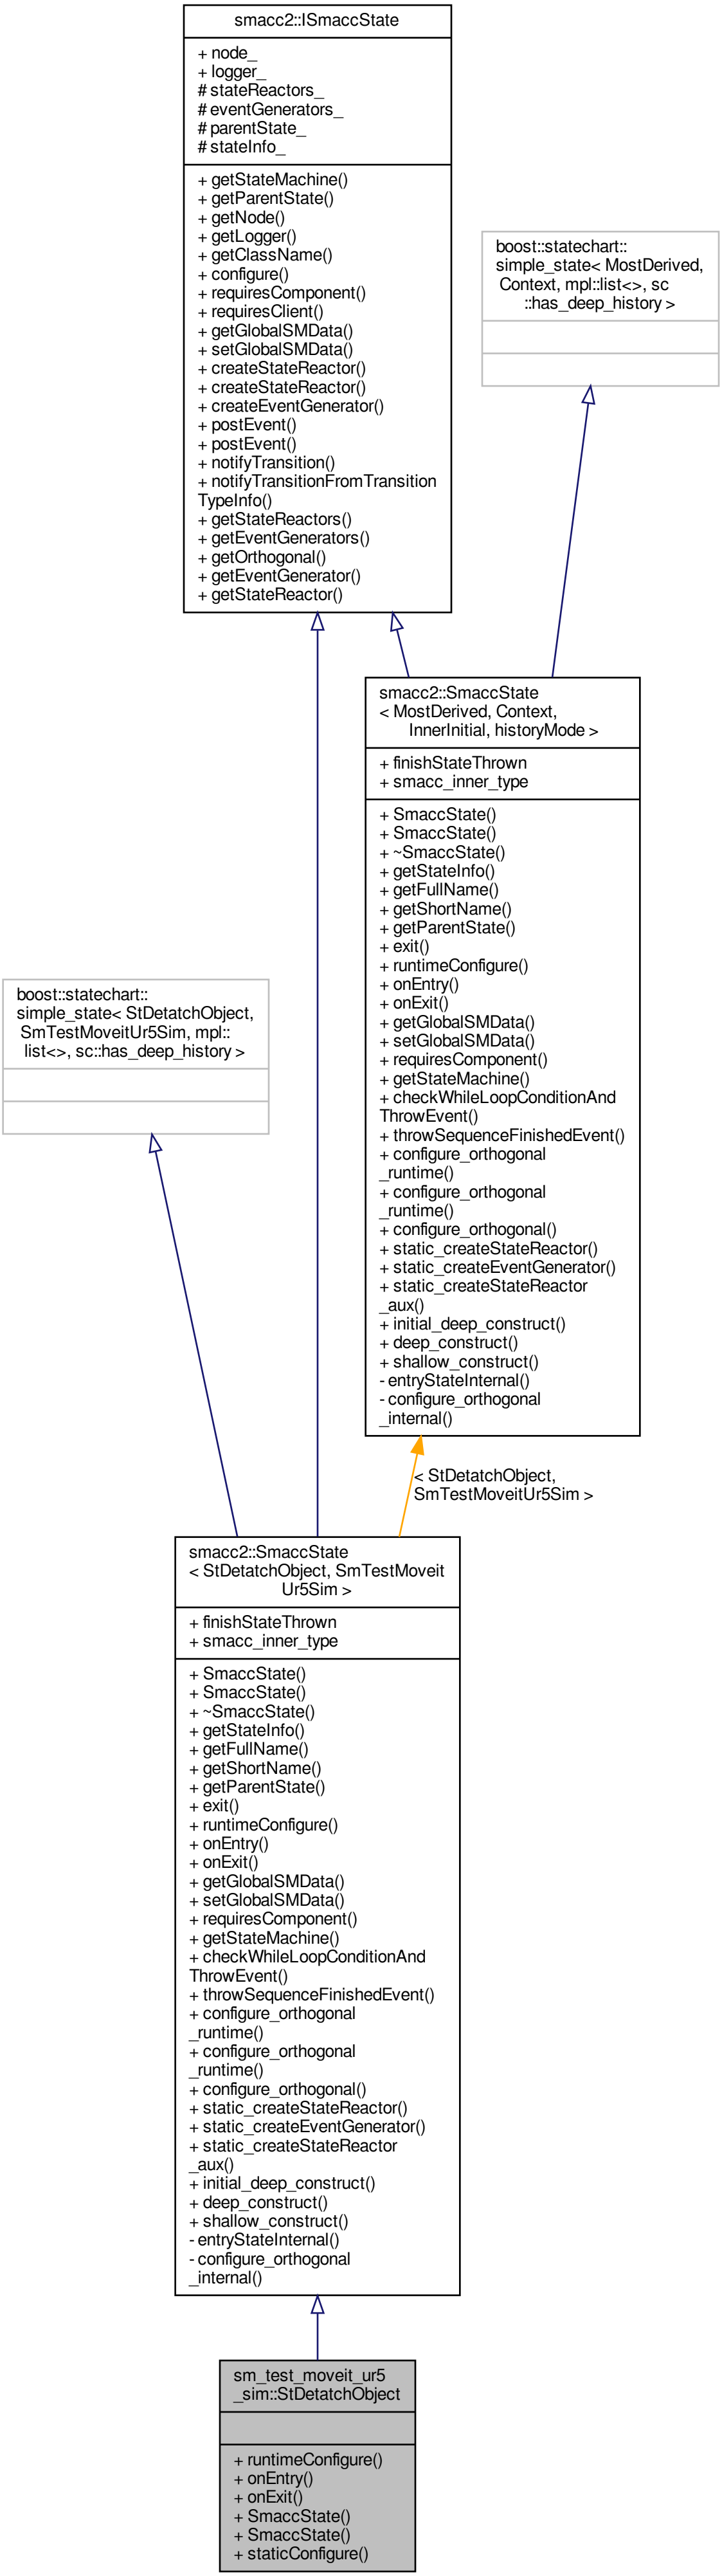 smacc2::ISmaccState
+ node_
+ logger_
# stateReactors_
# eventGenerators_
# parentState_
# stateInfo_
+ getStateMachine()
+ getParentState()
+ getNode()
+ getLogger()
+ getClassName()
+ configure()
+ requiresComponent()
+ requiresClient()
+ getGlobalSMData()
+ setGlobalSMData()
+ createStateReactor()
+ createStateReactor()
+ createEventGenerator()
+ postEvent()
+ postEvent()
+ notifyTransition()
+ notifyTransitionFromTransition
TypeInfo()
+ getStateReactors()
+ getEventGenerators()
+ getOrthogonal()
+ getEventGenerator()
+ getStateReactor()
boost::statechart::
simple_state< MostDerived,
Context, mpl::list<>, sc
::has_deep_history >
smacc2::SmaccState
< MostDerived, Context,
InnerInitial, historyMode >
+ finishStateThrown
+ smacc_inner_type
+ SmaccState()
+ SmaccState()
+ ~SmaccState()
+ getStateInfo()
+ getFullName()
+ getShortName()
+ getParentState()
+ exit()
+ runtimeConfigure()
+ onEntry()
+ onExit()
+ getGlobalSMData()
+ setGlobalSMData()
+ requiresComponent()
+ getStateMachine()
+ checkWhileLoopConditionAnd
ThrowEvent()
+ throwSequenceFinishedEvent()
+ configure_orthogonal
_runtime()
+ configure_orthogonal
_runtime()
+ configure_orthogonal()
+ static_createStateReactor()
+ static_createEventGenerator()
+ static_createStateReactor
_aux()
+ initial_deep_construct()
+ deep_construct()
+ shallow_construct()
- entryStateInternal()
- configure_orthogonal
_internal()
boost::statechart::
simple_state< StDetatchObject,
SmTestMoveitUr5Sim, mpl::
list<>, sc::has_deep_history >
< StDetatchObject,
SmTestMoveitUr5Sim >
smacc2::SmaccState
< StDetatchObject, SmTestMoveit
Ur5Sim >
+ finishStateThrown
+ smacc_inner_type
+ SmaccState()
+ SmaccState()
+ ~SmaccState()
+ getStateInfo()
+ getFullName()
+ getShortName()
+ getParentState()
+ exit()
+ runtimeConfigure()
+ onEntry()
+ onExit()
+ getGlobalSMData()
+ setGlobalSMData()
+ requiresComponent()
+ getStateMachine()
+ checkWhileLoopConditionAnd
ThrowEvent()
+ throwSequenceFinishedEvent()
+ configure_orthogonal
_runtime()
+ configure_orthogonal
_runtime()
+ configure_orthogonal()
+ static_createStateReactor()
+ static_createEventGenerator()
+ static_createStateReactor
_aux()
+ initial_deep_construct()
+ deep_construct()
+ shallow_construct()
- entryStateInternal()
- configure_orthogonal
_internal()
sm_test_moveit_ur5
_sim::StDetatchObject
+ runtimeConfigure()
+ onEntry()
+ onExit()
+ SmaccState()
+ SmaccState()
+ staticConfigure()